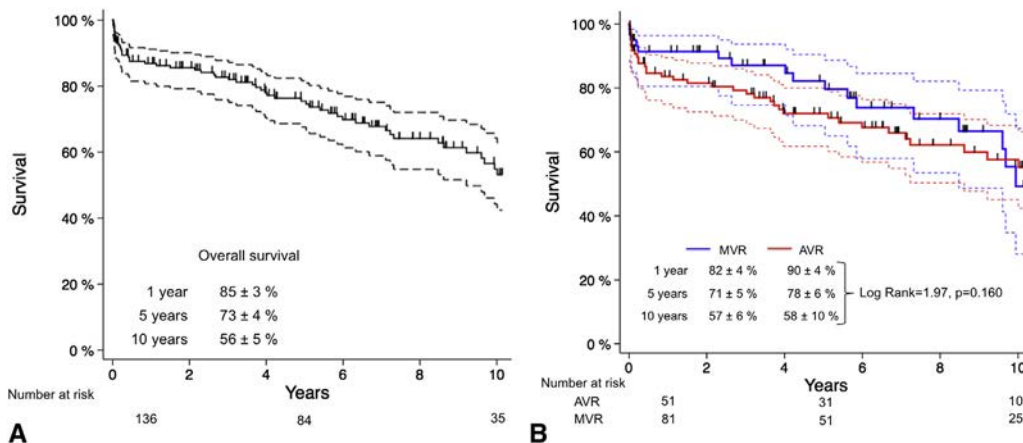 100 %
80 %
60 %
40 %
20 %
0 %
Survival
Overall survival
1 year 85 ± 3 %
5 years 73 ± 4 %
10 years 56 ± 5 %
0 2 4 6 8 10
Years
Number at risk
136 84 35
A
100 %
80 %
60 %
40 %
20 %
0 %
Survival
MVR AVR
1 year 82 ± 4 % 90 ± 4 %
5 years 71 ± 5 % 78 ± 6 %
10 years 57 ± 6 % 58 ± 10 %
Log Rank=1.97, p=0.160
0 2 4 6 8 10
Years
Number at risk
AVR 51 31 10
MVR 81 51 25
B